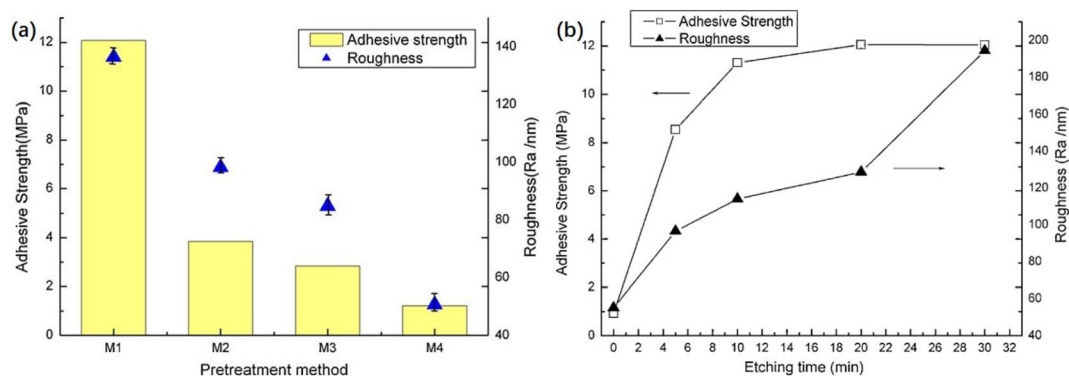 (a)
Adhesive strength
Roughness
12
10
8
6
4
2
0
Adhesive Strength(MPa)
140
120
100
80
60
40
Roughness(Ra /nm)
M1 M2 M3 M4
Pretreatment method
(b)
Adhesive Strength
Roughness
12
10
8
6
4
2
0
Adhesive Strength (MPa)
200
180
160
130
120
100
80
60
40
Roughness (Ra /nm)
0 2 4 6 8 10 12 14 16 18 20 22 24 26 28 30 32
Etching time (min)